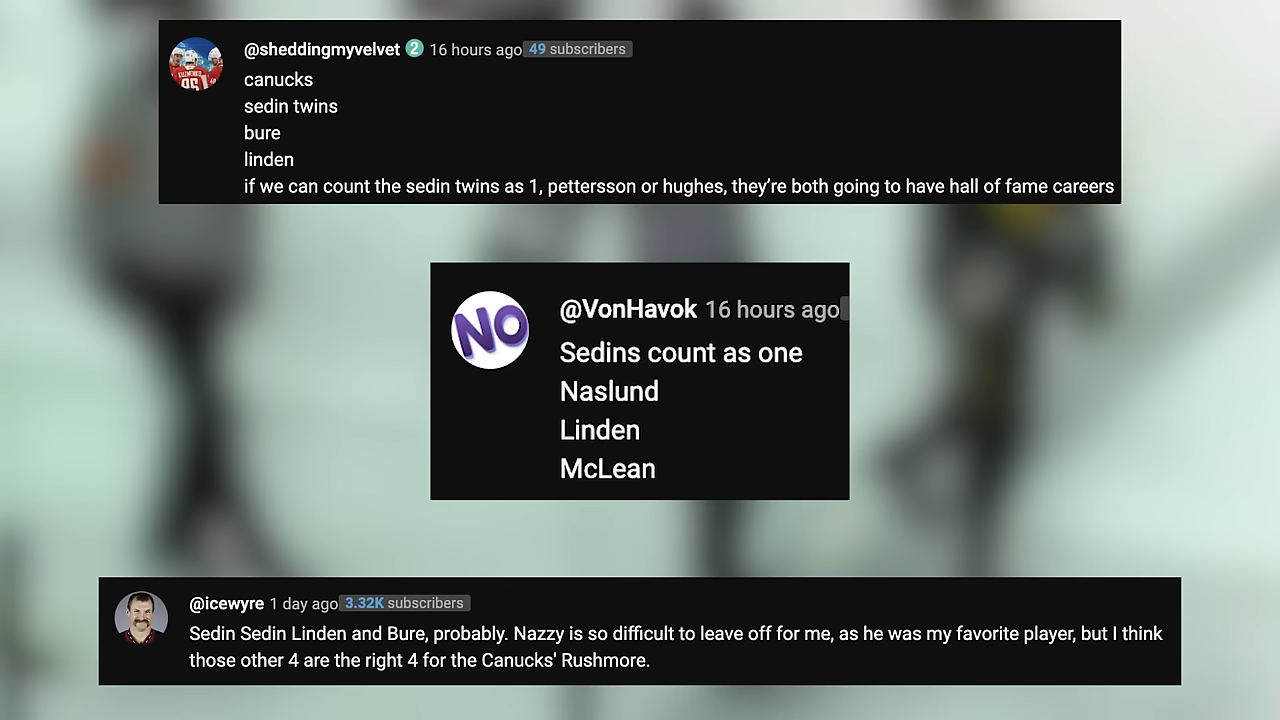 @sheddingmyvelvet 2 16 hours ago 49 subscribers
canucks
sedin twins
bure
linden
if we can count the sedin twins as 1, pettersson or hughes, they're both going to have hall of fame careers
NO
@VonHavok 16 hours ago
Sedins count as one
Naslund
Linden
McLean
@icewyre 1 day ago 3.32K subscribers
Sedin Sedin Linden and Bure, probably. Nazzy is so difficult to leave off for me, as he was my favorite player, but I think
those other 4 are the right 4 for the Canucks' Rushmore.